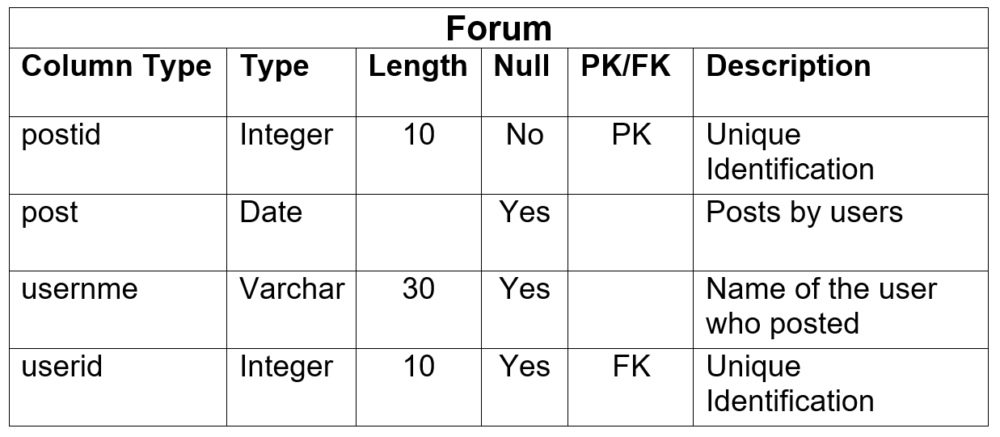 Forum
Column Type Type Length Null PK/FK Description
postid Integer 10 No PK Unique
Identification
post Date Yes Posts by users
usernme Varchar 30 Yes Name of the user
who posted
userid Integer 10 Yes FK Unique
Identification